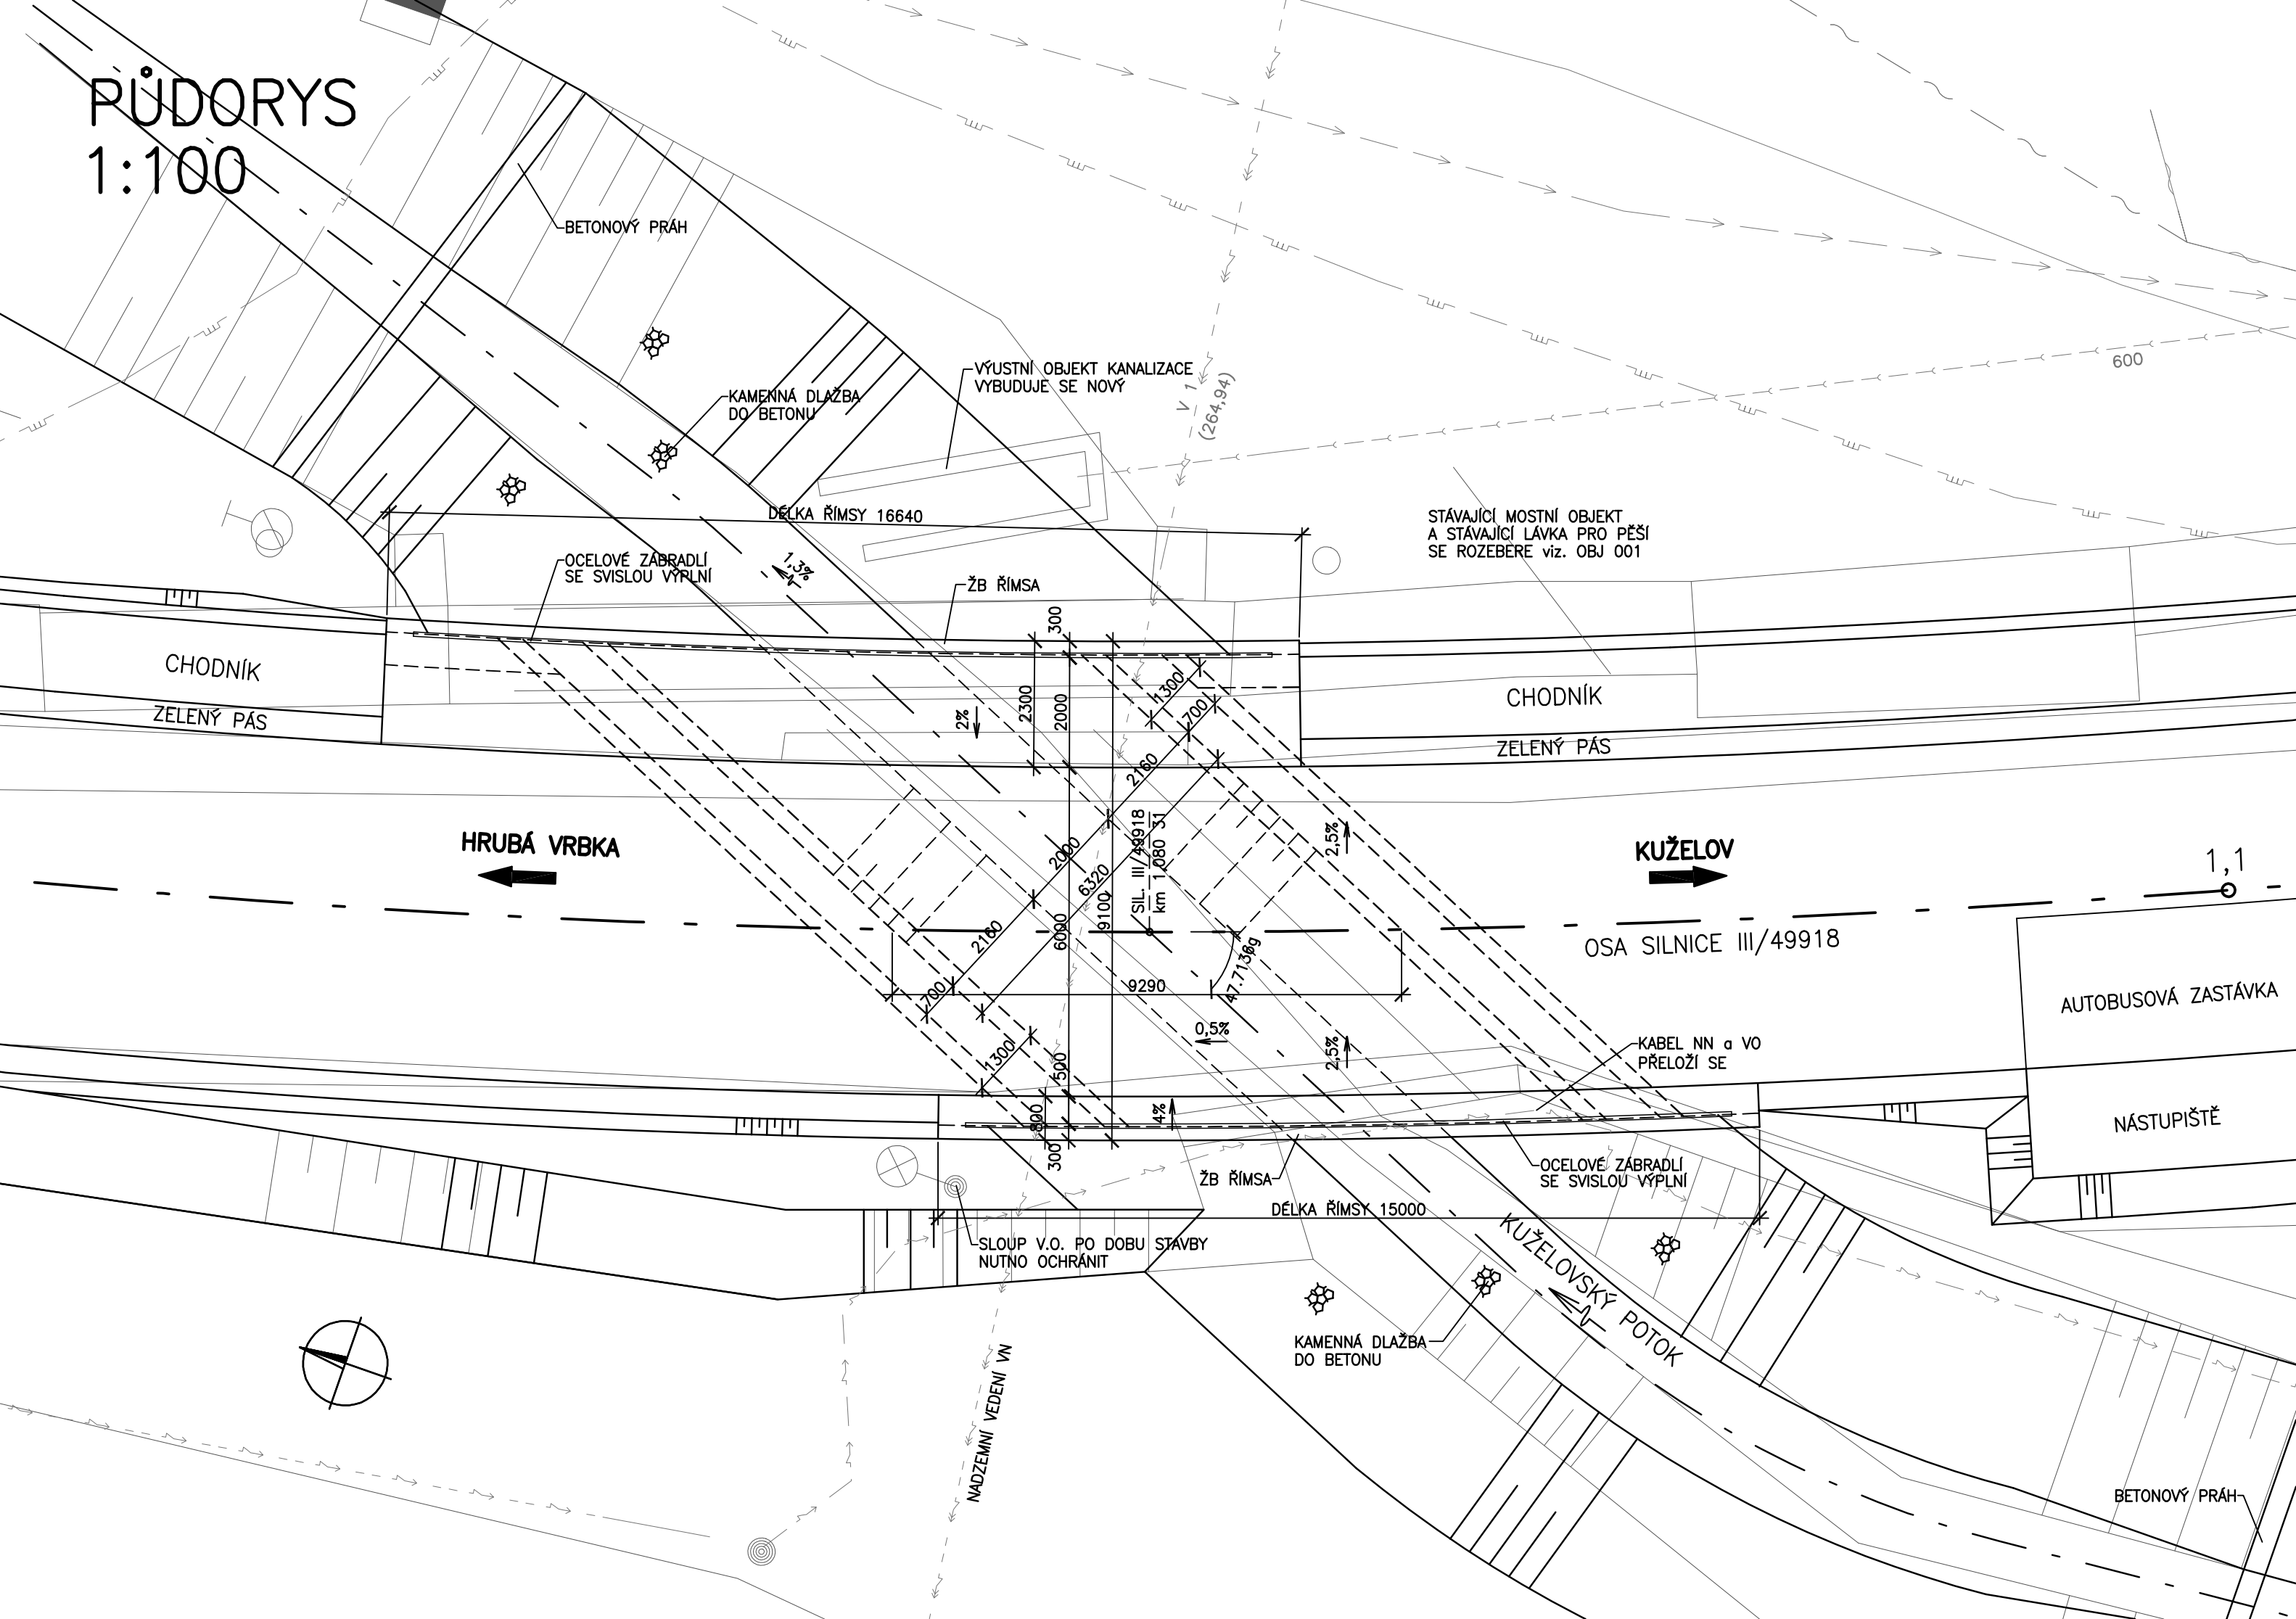 PŮDORYS
1:100
BETONOVÝ PRÁH
600
VÝUSTNÍ OBJEKT KANALIZACE
VYBUDUJE SE NOVÝ
V 1
(264,94)
KAMENNÁ DLAŽBA
DO BETONU
DÉLKA ŘÍMSY 16640
STÁVAJÍCÍ MOSTNÍ OBJEKT
A STÁVAJÍCÍ LÁVKA PRO PĚŠÍ
SE ROZEBERE viz. OBJ 001
OCELOVÉ ZÁBRADLÍ
SE SVISLOU VÝPLNÍ
1,3%
ŽB ŘÍMSA
300
CHODNÍK
ZELENÝ PÁS
2%
2300
2000
1300
700
2160
CHODNÍK
ZELENÝ PÁS
HRUBÁ VRBKA
2000
6320
9100
6000
SIL. III/49918
km 1,080 31
2,5%
KUŽELOV
1,1
OSA SILNICE III/49918
2160
700
9290
47.7138g
AUTOBUSOVÁ ZASTÁVKA
1300
500
0,5%
2,5%
KABEL NN a VO
PŘELOŽÍ SE
800
4%
300
NÁSTUPIŠTĚ
ŽB ŘÍMSA
OCELOVÉ ZÁBRADLÍ
SE SVISLOU VÝPLNÍ
DÉLKA ŘÍMSY 15000
SLOUP V.O. PO DOBU STAVBY
NUTNO OCHRÁNIT
KUŽELOVSKÝ POTOK
KAMENNÁ DLAŽBA
DO BETONU
NADZEMNÍ VEDENÍ VN
BETONOVÝ PRÁH